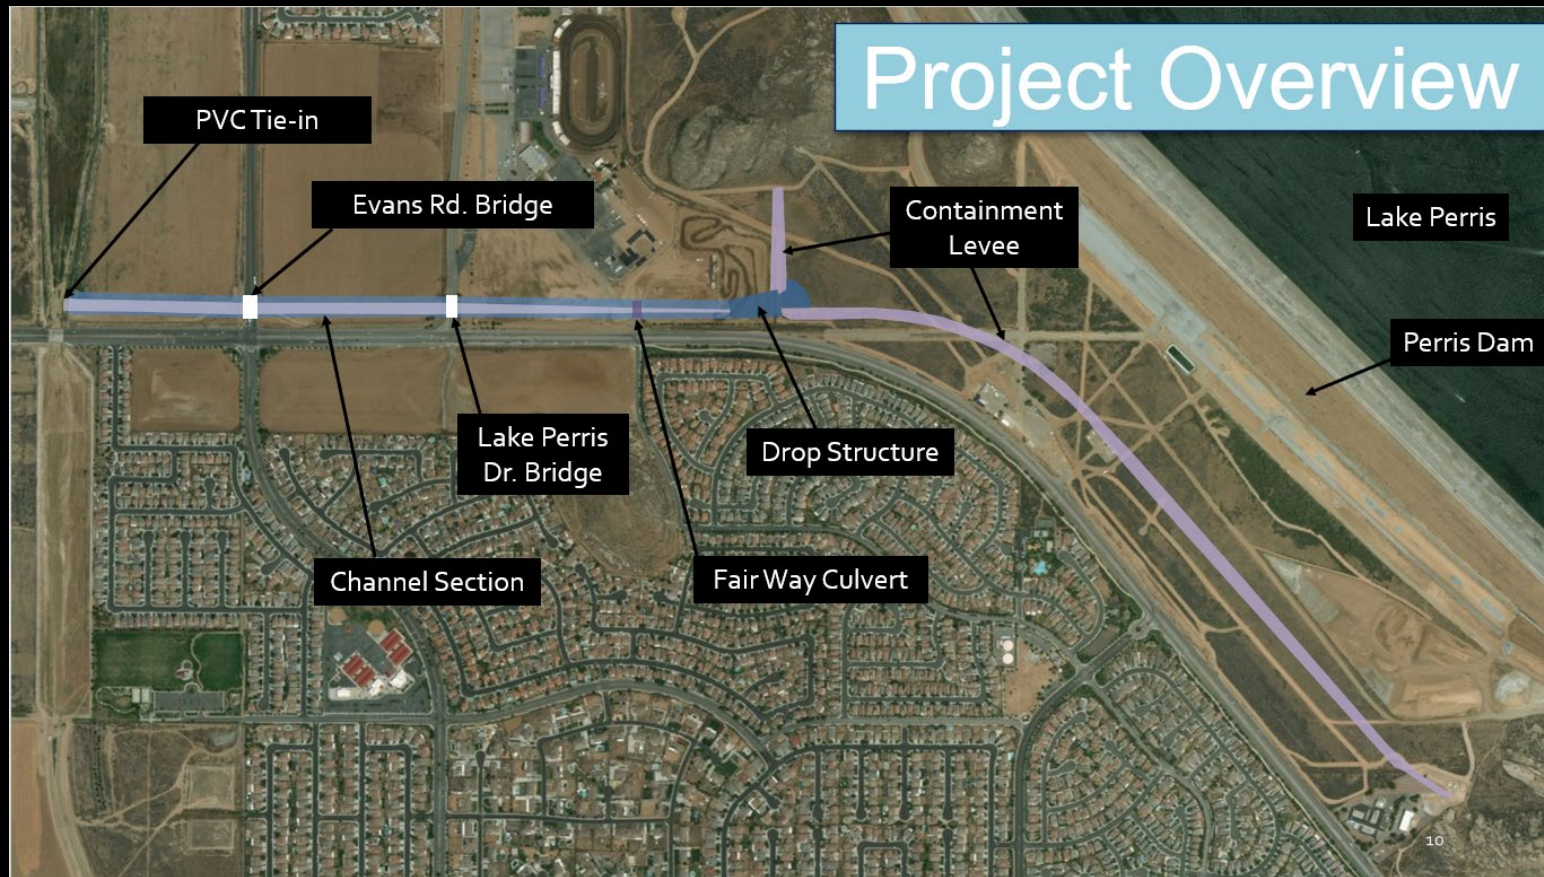 Project Overview
PVC Tie-in
Evans Rd. Bridge
Containment
Levee
Lake Perris
Perris Dam
Lake Perris
Dr. Bridge
Drop Structure
Channel Section
Fair Way Culvert
10